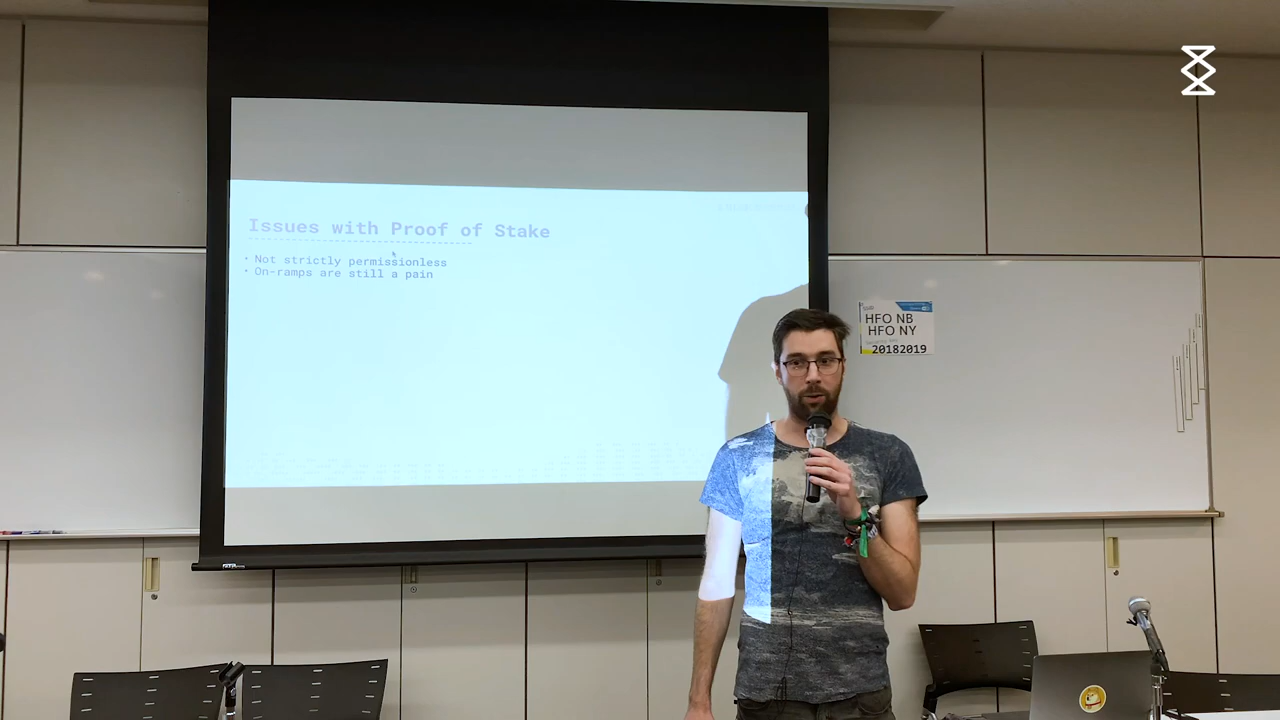 Issues with Proof of Stake
• Not strictly permissionless
• On-ramps are still a pain
HFO NB
HFO NY
20182019